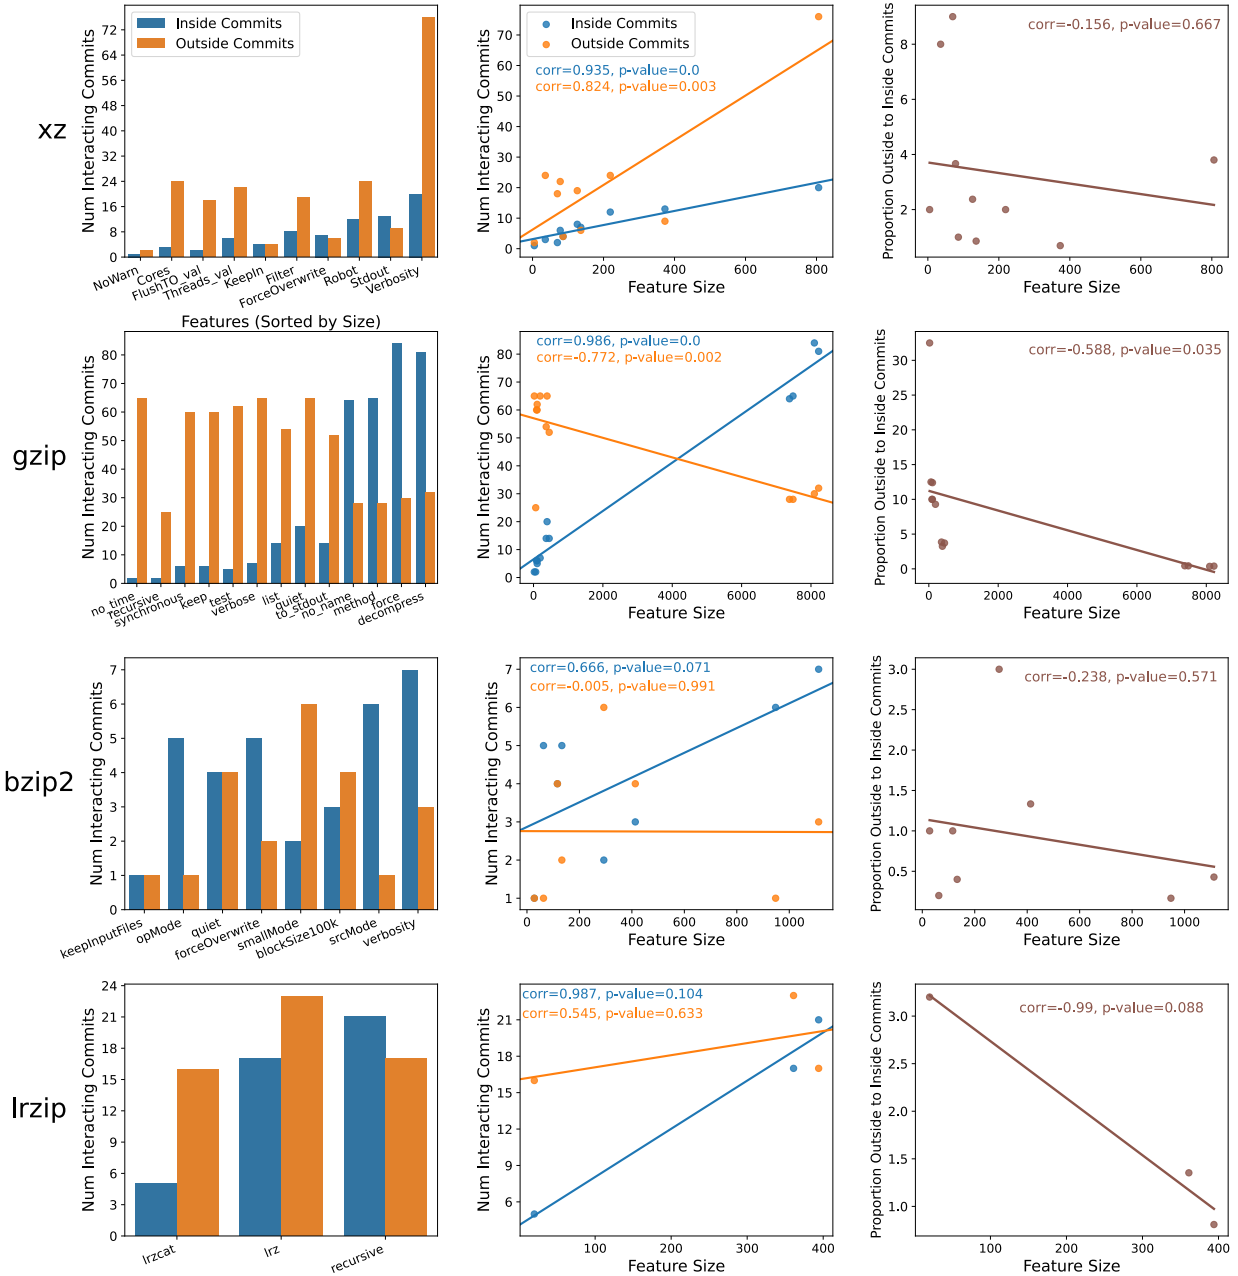 xz
Num Interacting Commits
72
64
56
48
40
32
24
16
8
0
Inside Commits
Outside Commits
NoWarn
Cores
FlushTO_val
Threads_val
KeepIn
Filter
ForceOverwrite
Robot
Stdout
Verbosity
Features (Sorted by Size)
Num Interacting Commits
70
60
50
40
30
20
10
0
Inside Commits
Outside Commits
corr=0.935, p-value=0.0
corr=0.824, p-value=0.003
0
200
400
600
800
Feature Size
Proportion Outside to Inside Commits
8
6
4
2
corr=-0.156, p-value=0.667
0
200
400
600
800
Feature Size
gzip
Num Interacting Commits
80
70
60
50
40
30
20
10
0
no_time
recursive
synchronous
keep
test
verbose
list
quiet
to_stdout
no_name
method
force
decompress
Num Interacting Commits
80
70
60
50
40
30
20
10
0
corr=0.986, p-value=0.0
corr=-0.772, p-value=0.002
0
2000
4000
6000
8000
Feature Size
Proportion Outside to Inside Commits
30
25
20
15
10
5
0
corr=-0.588, p-value=0.035
0
2000
4000
6000
8000
Feature Size
bzip2
Num Interacting Commits
7
6
5
4
3
2
1
0
keepInputFiles
opMode
quiet
forceOverwrite
smallMode
blockSize100k
srcMode
verbosity
Num Interacting Commits
7
6
5
4
3
2
1
corr=0.666, p-value=0.071
corr=-0.005, p-value=0.991
0
200
400
600
800
1000
Feature Size
Proportion Outside to Inside Commits
3.0
2.5
2.0
1.5
1.0
0.5
corr=-0.238, p-value=0.571
0
200
400
600
800
1000
Feature Size
lrzip
Num Interacting Commits
24
21
18
15
12
9
6
3
0
lrzcat
lrz
recursive
Num Interacting Commits
21
18
15
12
9
6
corr=0.987, p-value=0.104
corr=0.545, p-value=0.633
100
200
300
400
Feature Size
Proportion Outside to Inside Commits
3.0
2.5
2.0
1.5
1.0
corr=-0.99, p-value=0.088
100
200
300
400
Feature Size